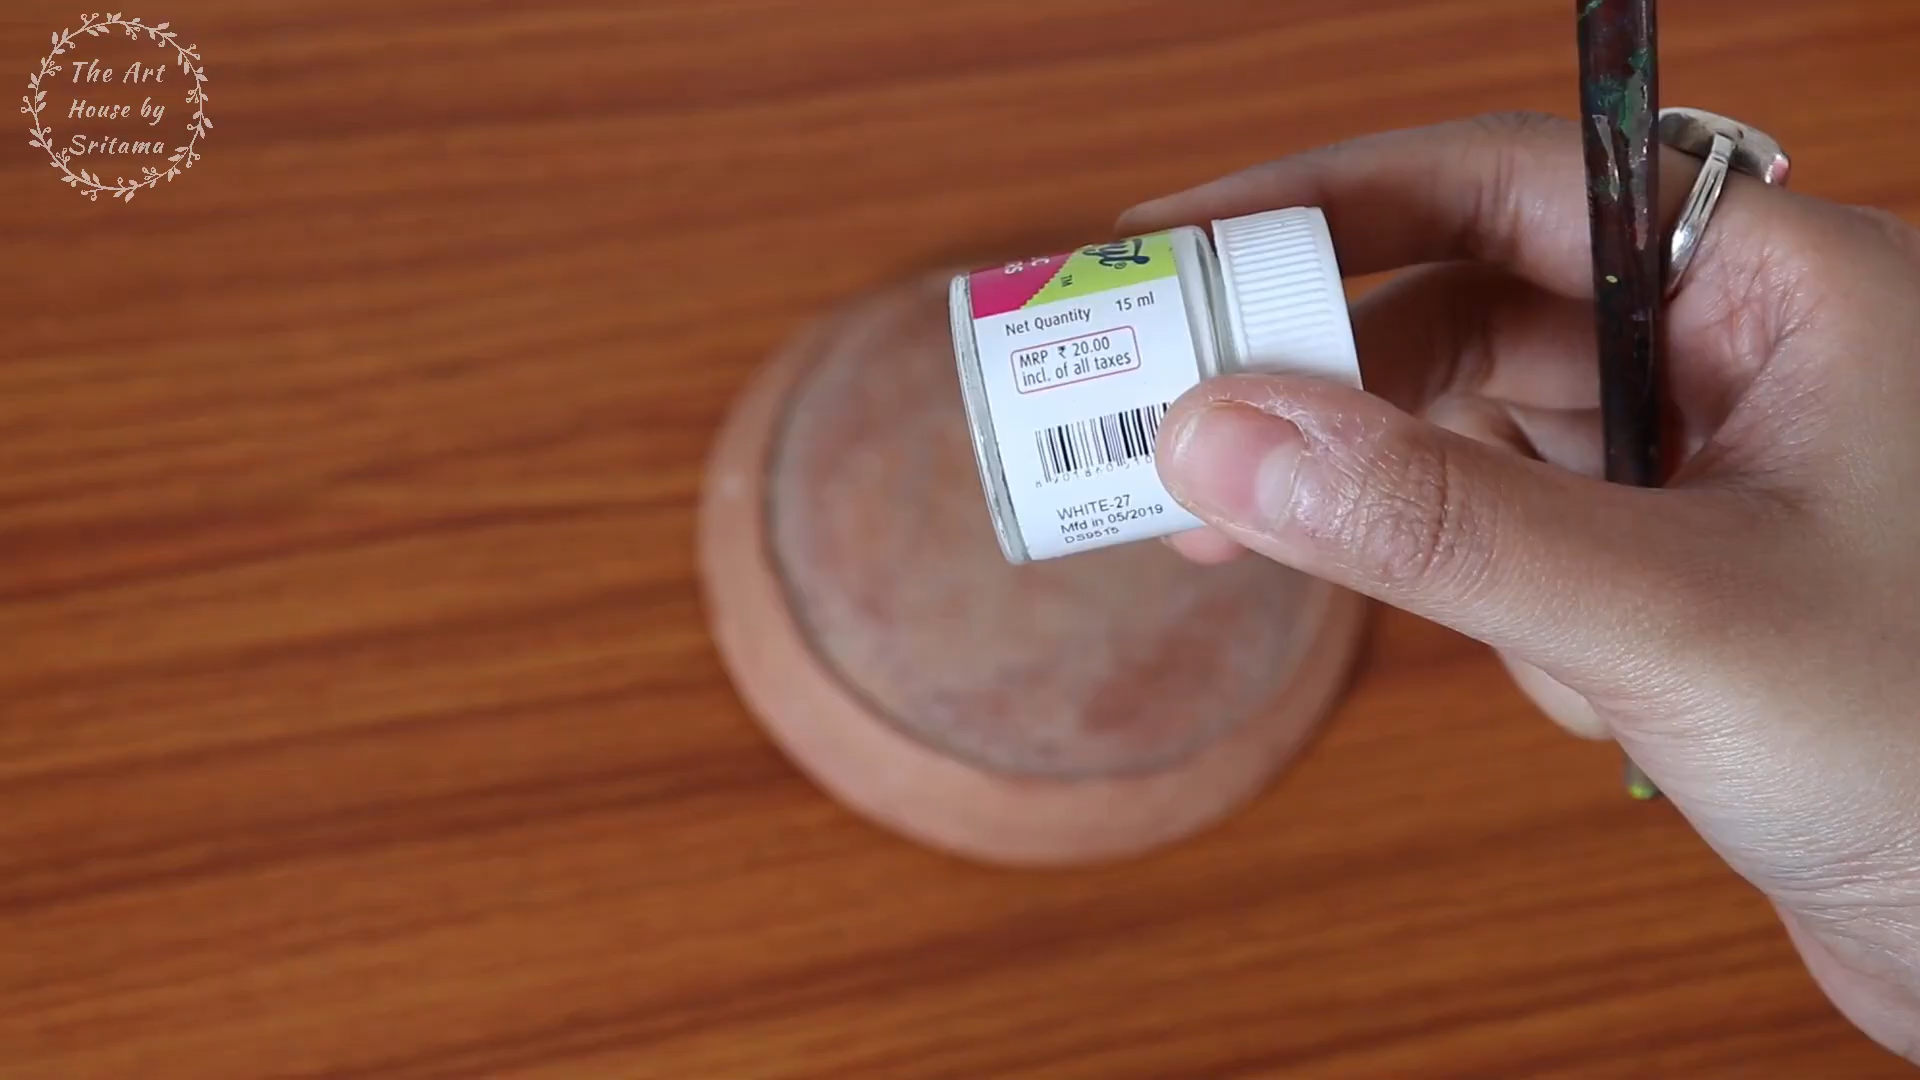 The Art
House by
Sritama
Net Quantity 15 ml
MRP ₹ 20.00
incl. of all taxes
WHITE-27
Mfd in 05/2019
DS9515